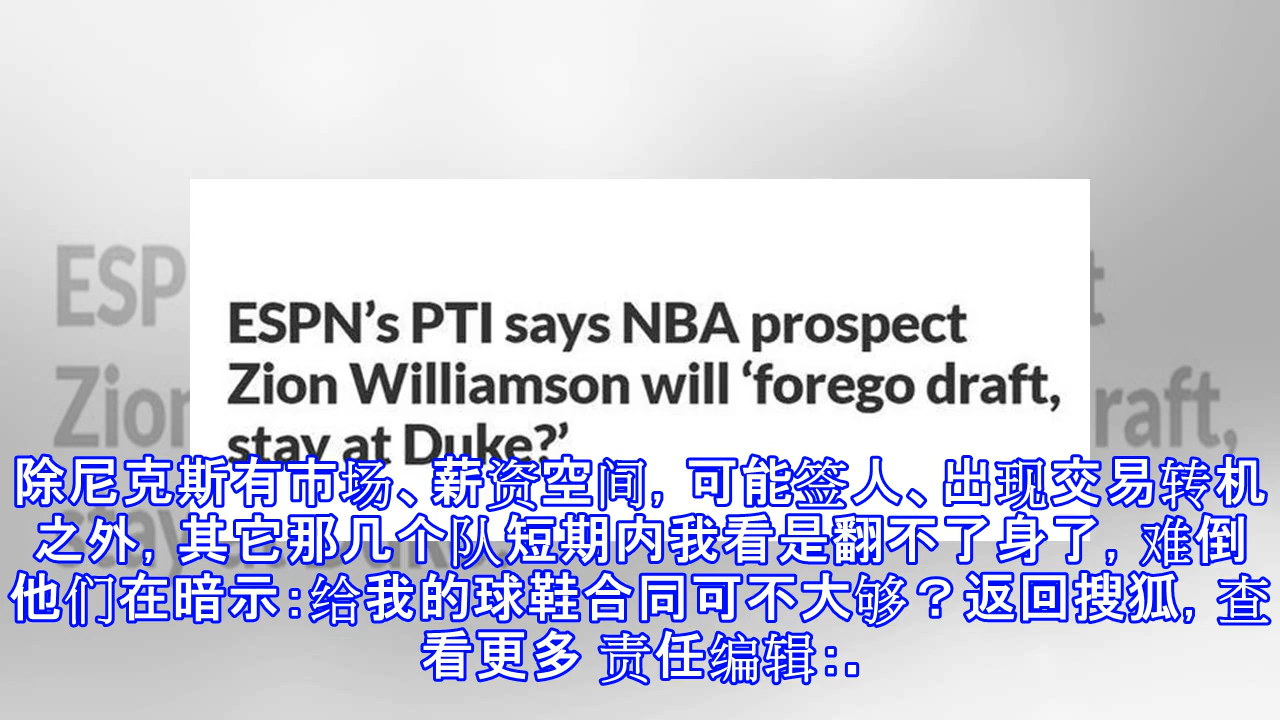 ESPN's PTI says NBA prospect
Zion Williamson will ‘forego draft,
stay at Duke?’
除尼克斯有市场、薪资空间, 可能签人、出现交易转机
之外, 其它那几个队短期内我看是翻不了身了, 难倒
他们在暗示:给我的球鞋合同可不大够？返回搜狐, 查
看更多 责任编辑:.